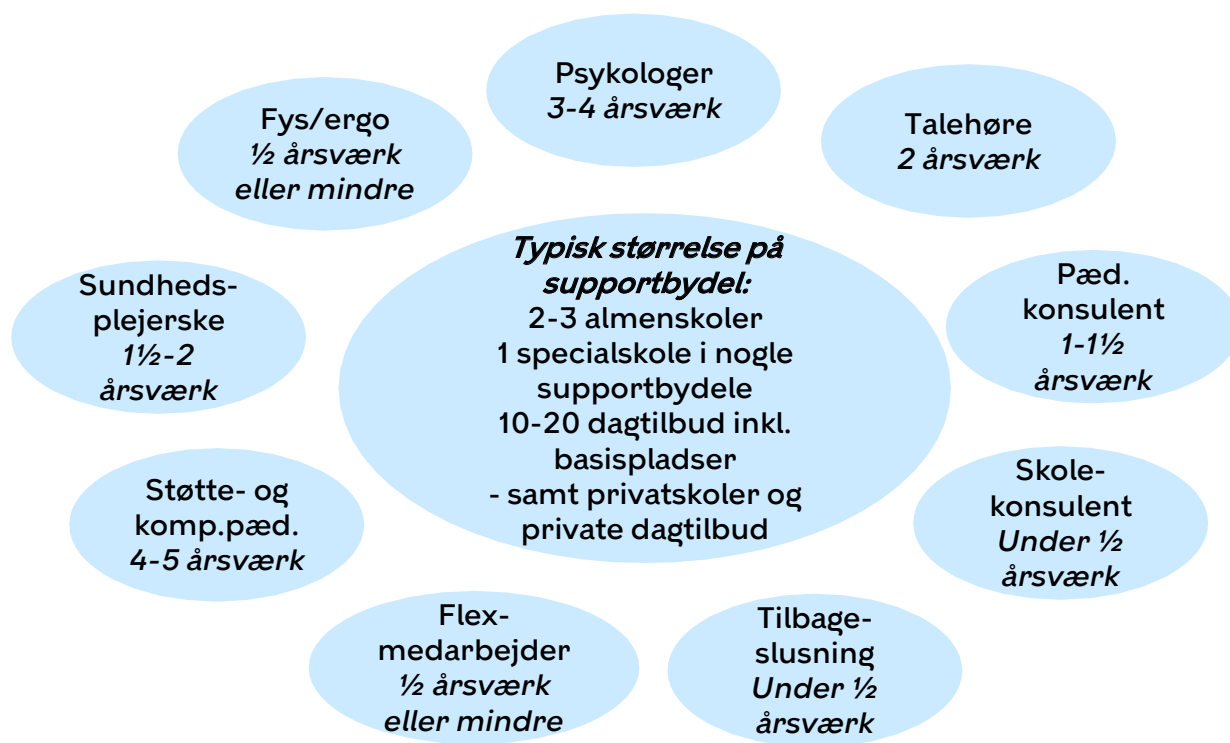 Psykologer
3-4 årsværk
Fys/ergo
½ årsværk
eller mindre
Talehøre
2 årsværk
Typisk størrelse på
supportbydel:
2-3 almenskoler
1 specialskole i nogle
supportbydele
10-20 dagtilbud inkl.
basispladser
- samt privatskoler og
private dagtilbud
Sundheds-
plejerske
1½-2
årsværk
Pæd.
konsulent
1-1½
årsværk
Støtte- og
komp.pæd.
4-5 årsværk
Skole-
konsulent
Under ½
årsværk
Flex-
medarbejder
½ årsværk
eller mindre
Tilbage-
slusning
Under ½
årsværk